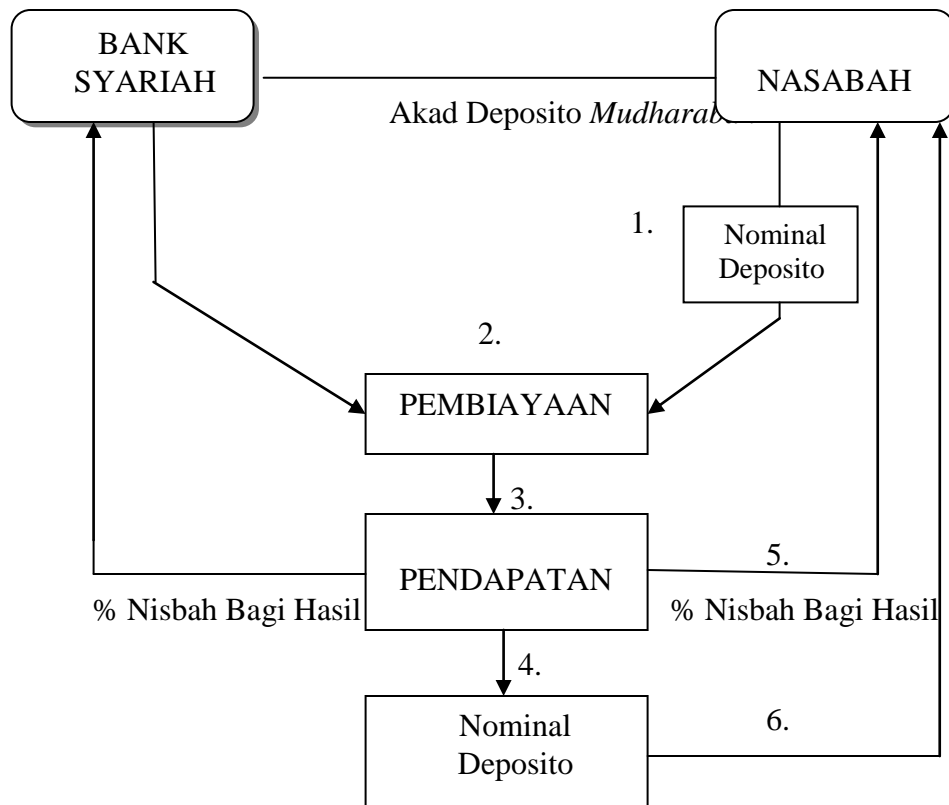 BANK
SYARIAH
NASABAH
Akad Deposito
1.
Nominal
Deposito
2.
PEMBIAYAAN
3.
PENDAPATAN
5.
% Nisbah Bagi Hasil
% Nisbah Bagi Hasil
4.
Nominal
Deposito
6.